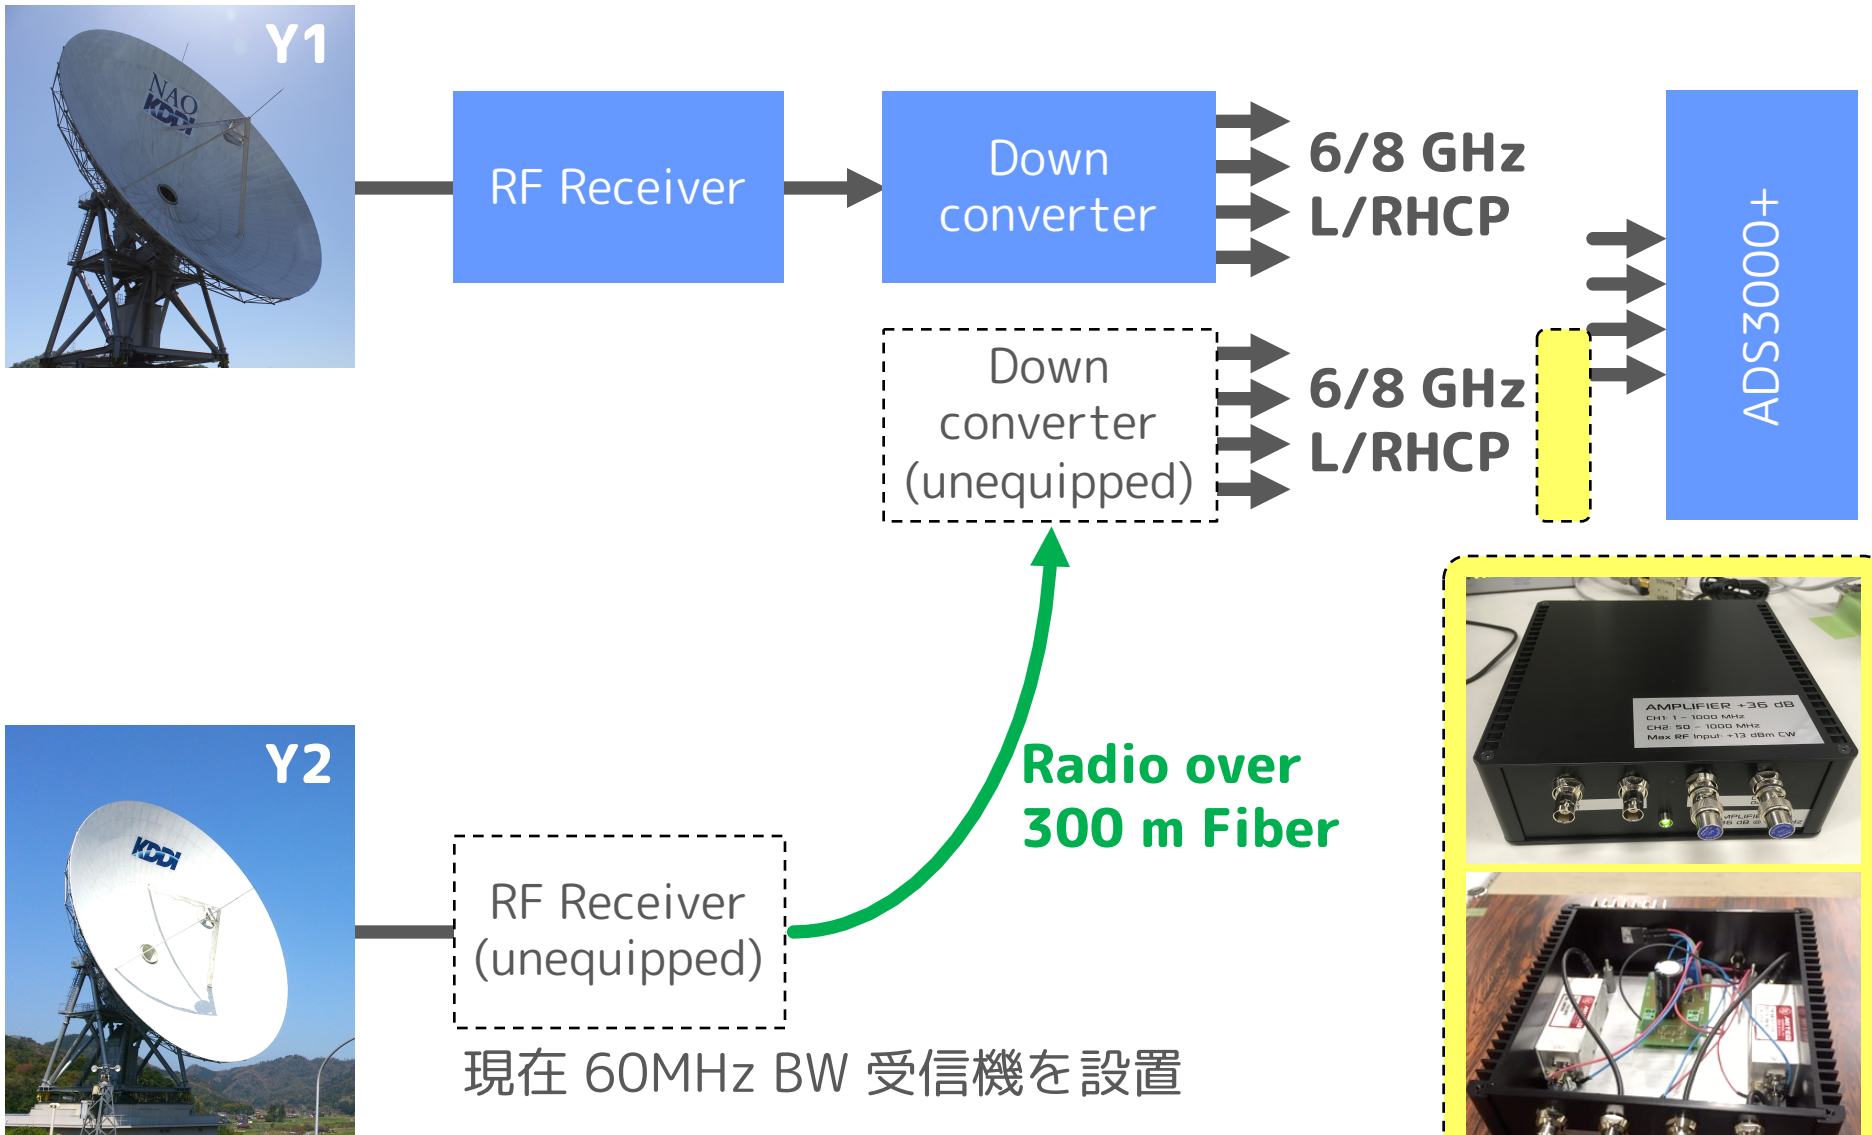 Y1
NAO
KDDI
RF Receiver
Down
converter
6/8 GHz
L/RHCP
ADS3000+
Down
converter
(unequipped)
6/8 GHz
L/RHCP
Radio over
300 m Fiber
Y2
KDDI
RF Receiver
(unequipped)
現在 60MHz BW 受信機を設置
AMPLIFIER +36 dB
CH1: 1 - 1000 MHz
CH2: 50 - 1000 MHz
Max RF Input: +13 dBm CW
MITEQ
MITEQ